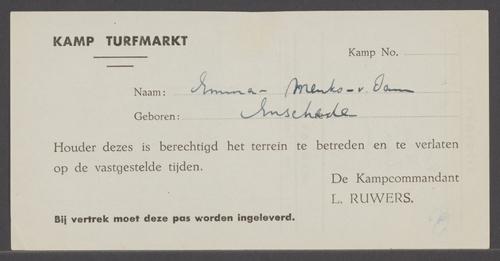 KAMP TURFMARKT
Kamp No.
Naam: Emma - Menko - v. Dam
Geboren: Enschede
Houder dezes is berechtigd het terrein te betreden en te verlaten
op de vastgestelde tijden.
De Kampcommandant
L. RUWERS.
Bij vertrek moet deze pas worden ingeleverd.